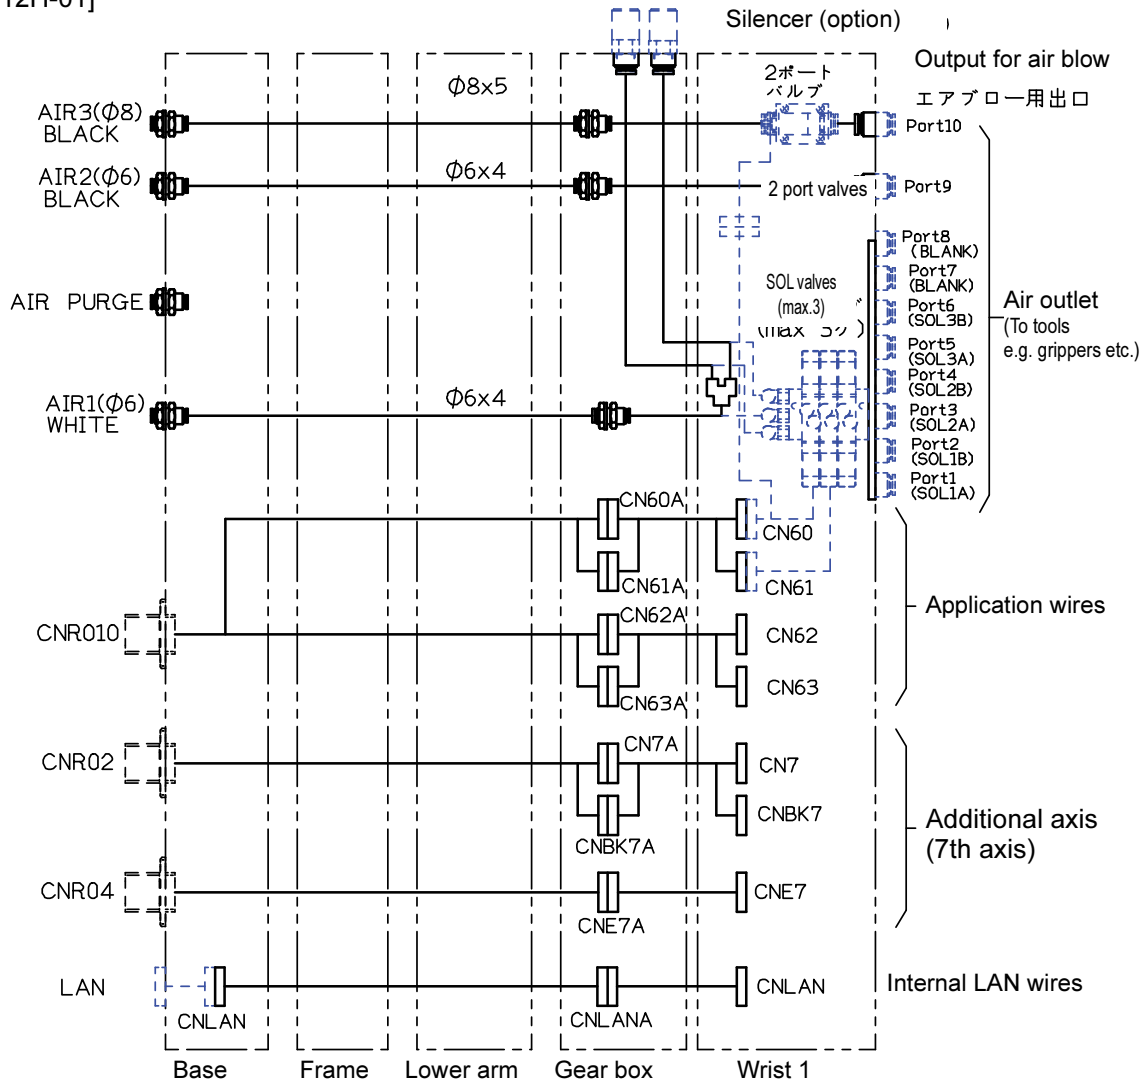 12H-01]
Silencer (option)
Output for air blow
エアブロー用出口
2ポート
バルブ
Φ8x5
AIR3(Φ8)
BLACK
Port10
AIR2(Φ6)
BLACK
Φ6x4
2 port valves
Port9
Port8
(BLANK)
Port7
(BLANK)
AIR PURGE
SOL valves
(max.3)
Port6
(SOL3B)
Air outlet
(To tools
e.g. grippers etc.)
Port5
(SOL3A)
Port4
(SOL2B)
AIR1(Φ6)
WHITE
Φ6x4
Port3
(SOL2A)
Port2
(SOL1B)
Port1
(SOL1A)
CN60A
CN60
CN61A
CN61
Application wires
CNR010
CN62A
CN62
CN63A
CN63
CNR02
CN7A
CN7
CNBK7A
CNBK7
Additional axis
(7th axis)
CNR04
CNE7A
CNE7
LAN
CNLAN
CNLANA
CNLAN
Internal LAN wires
Base
Frame
Lower arm
Gear box
Wrist 1